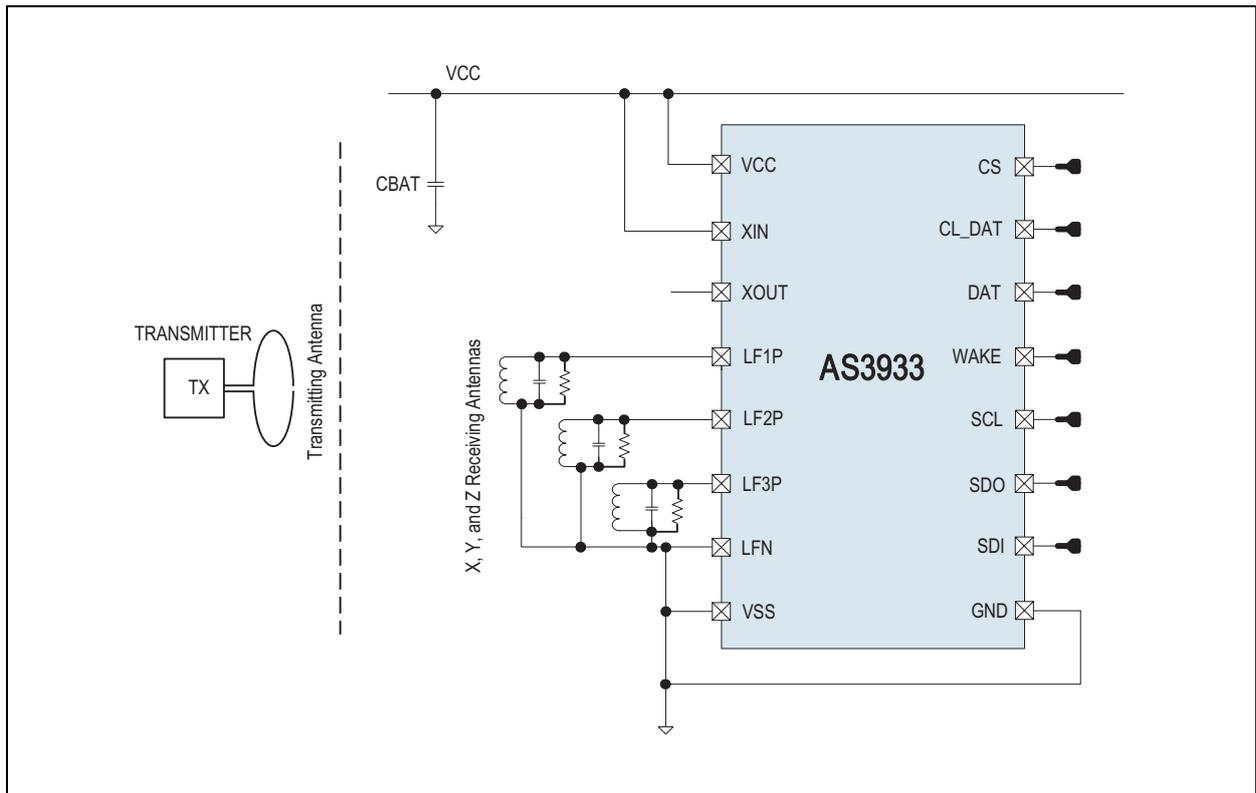 VCC
CBAT
TRANSMITTER
TX
Transmitting Antenna
X, Y, and Z Receiving Antennas
AS3933
VCC
XIN
XOUT
LF1P
LF2P
LF3P
LFN
VSS
CS
CL_DAT
DAT
WAKE
SCL
SDO
SDI
GND